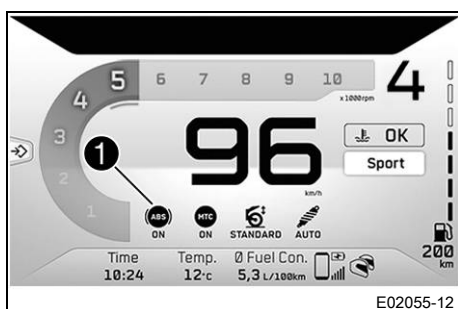 5 6 7 8 9 10
4
4
x1000rpm
3
2
1
1
96
km/h
OK
Sport
ABS MTC
ON ON STANDARD AUTO
200
km
Time Temp. Ø Fuel Con.
10:24 12°c 5,3 L/100km
E02055-12